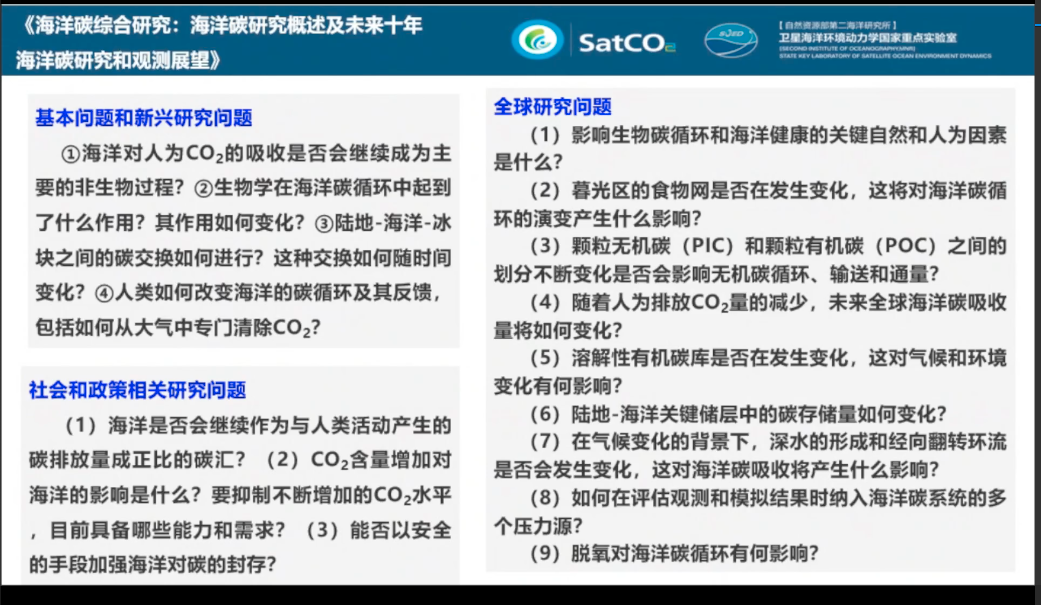 《海洋碳综合研究：海洋碳研究概述及未来十年
海洋碳研究和观测展望》
SatCO₂
SOED
【自然资源部第二海洋研究所】
卫星海洋环境动力学国家重点实验室
(SECOND INSTITUTE OF OCEANOGRAPHY,MNR)
STATE KEY LABORATORY OF SATELLITE OCEAN ENVIRONMENT DYNAMICS
基本问题和新兴研究问题
①海洋对人为CO₂的吸收是否会继续成为主
要的非生物过程？②生物学在海洋碳循环中起到
了什么作用？其作用如何变化？③陆地-海洋-冰
块之间的碳交换如何进行？这种交换如何随时间
变化？④人类如何改变海洋的碳循环及其反馈，
包括如何从大气中专门清除CO₂？
社会和政策相关研究问题
（1）海洋是否会继续作为与人类活动产生的
碳排放量成正比的碳汇？（2）CO₂含量增加对
海洋的影响是什么？要抑制不断增加的CO₂水平
，目前具备哪些能力和需求？（3）能否以安全
的手段加强海洋对碳的封存？
全球研究问题
（1）影响生物碳循环和海洋健康的关键自然和人为因素
是什么？
（2）暮光区的食物网是否在发生变化，这将对海洋碳循
环的演变产生什么影响？
（3）颗粒无机碳（PIC）和颗粒有机碳（POC）之间的
划分不断变化是否会影响无机碳循环、输送和通量？
（4）随着人为排放CO₂量的减少，未来全球海洋碳吸收
量将如何变化？
（5）溶解性有机碳库是否在发生变化，这对气候和环境
变化有何影响？
（6）陆地-海洋关键储层中的碳存储量如何变化？
（7）在气候变化的背景下，深水的形成和经向翻转环流
是否会发生变化，这对海洋碳吸收将产生什么影响？
（8）如何在评估观测和模拟结果时纳入海洋碳系统的多
个压力源？
（9）脱氧对海洋碳循环有何影响？